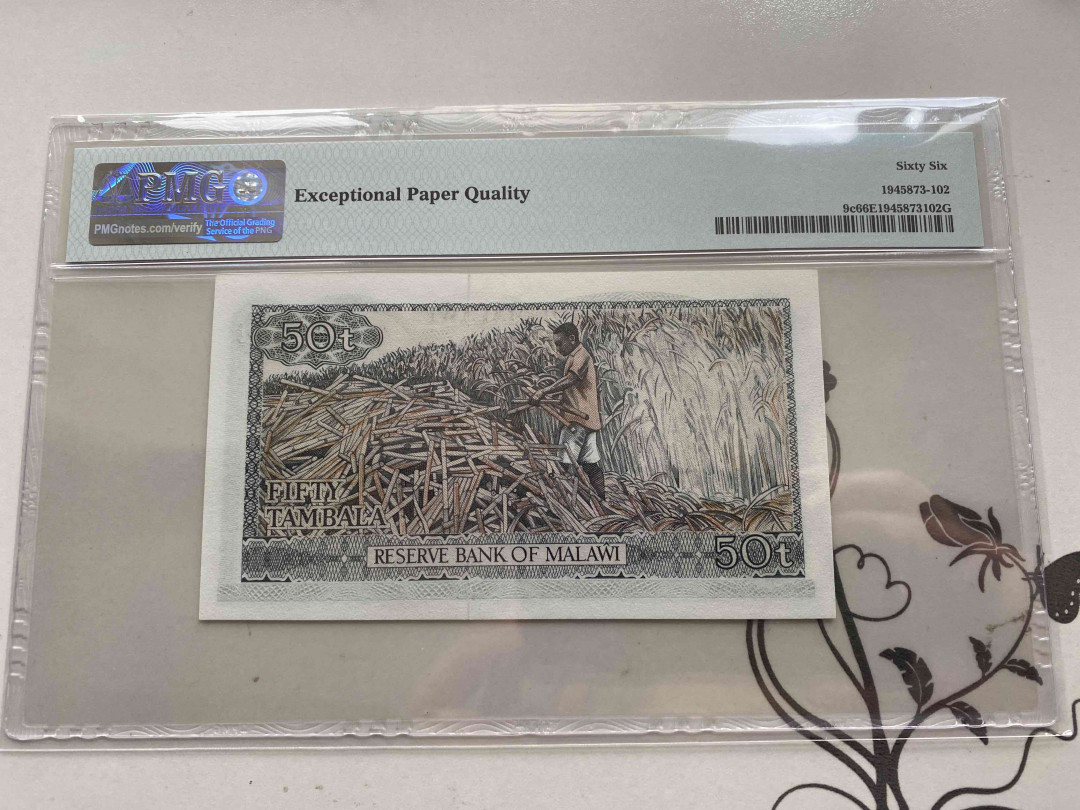 PMG
PMGnotes.com/verify
The Official Grading
Service of the PNG
Exceptional Paper Quality
Sixty Six
1945873-102
9c66E1945873102G
50t
FIFTY
TAMBALA
RESERVE BANK OF MALAWI
50t